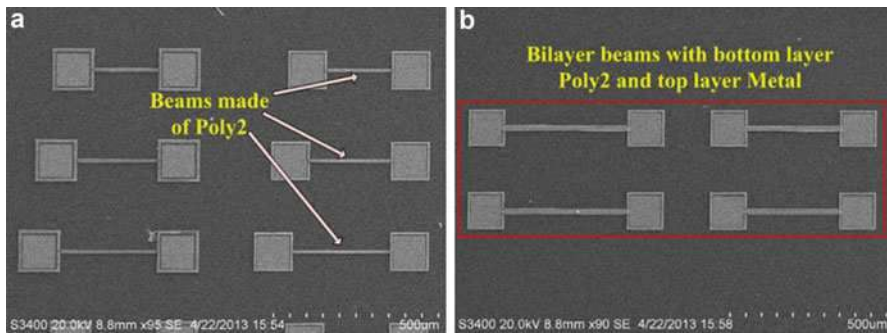 a
Beams made
of Poly2
S3400 20.0kV 8.8mm x95 SE 4/22/2013 15:54
500um
b
Bilayer beams with bottom layer
Poly2 and top layer Metal
S3400 20.0kV 8.8mm x90 SE 4/22/2013 15:58
500um